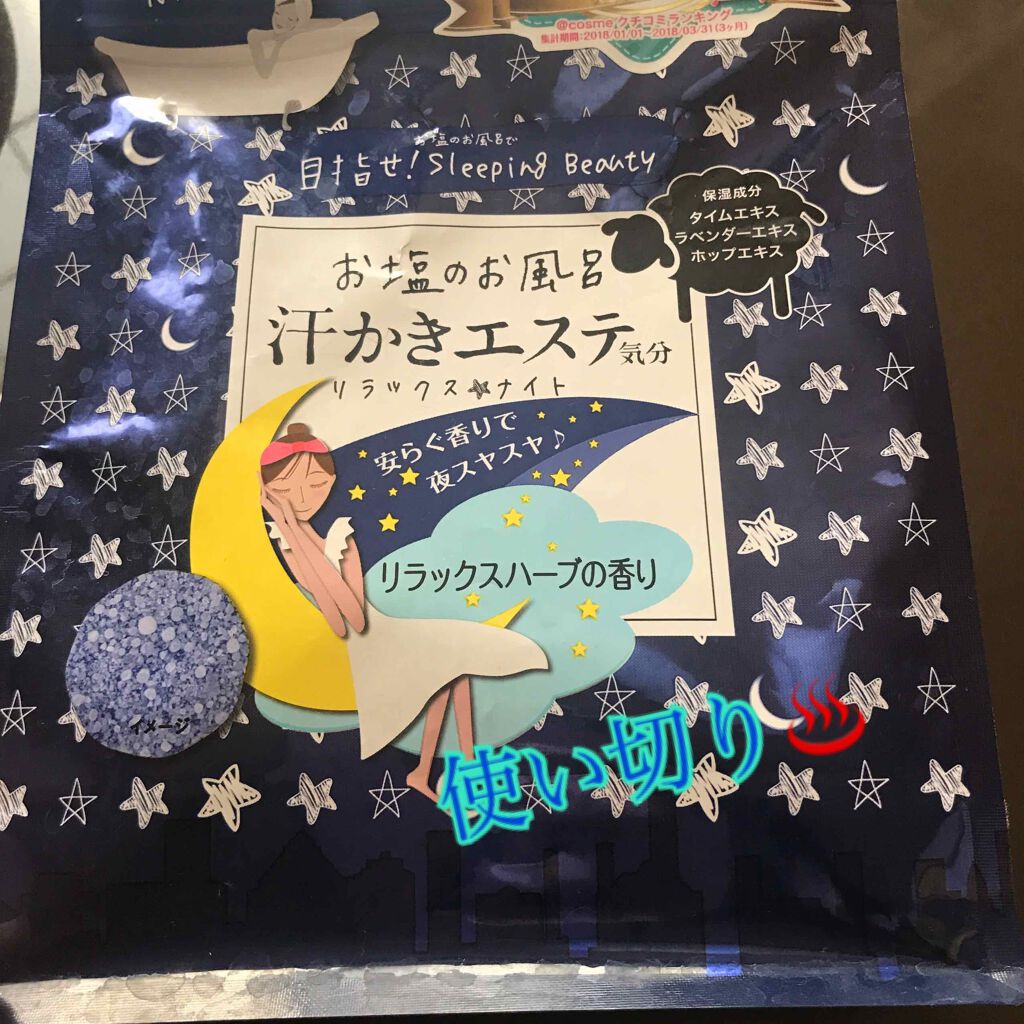 @cosme クチコミランキング
集計期間:2018/01/01~2018/03/31(3ヶ月)
お塩のお風呂で
目指せ!Sleeping Beauty
保湿成分
タイムエキス
ラベンダーエキス
ホップエキス
お塩のお風呂
汗かきエステ気分
リラックス★ナイト
安らぐ香りで
夜スヤスヤ♪
リラックスハーブの香り
イメージ
使い切り♨